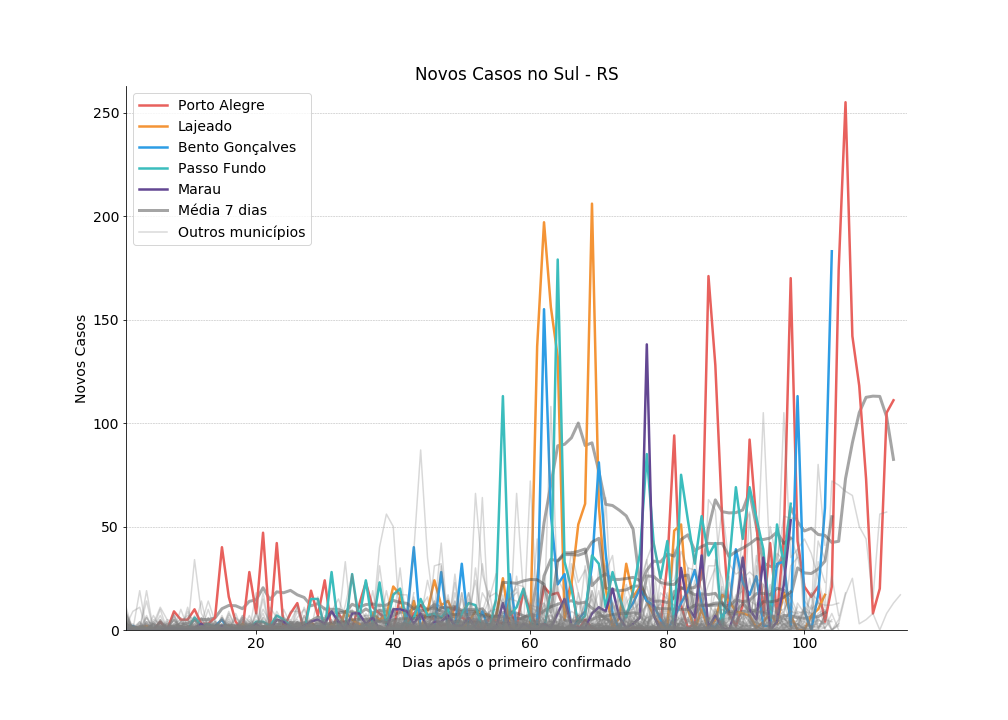 Novos Casos no Sul - RS
Porto Alegre
Lajeado
Bento Gonçalves
Passo Fundo
Marau
Média 7 dias
Outros municípios
250
200
150
100
50
0
Novos Casos
20 40 60 80 100
Dias após o primeiro confirmado